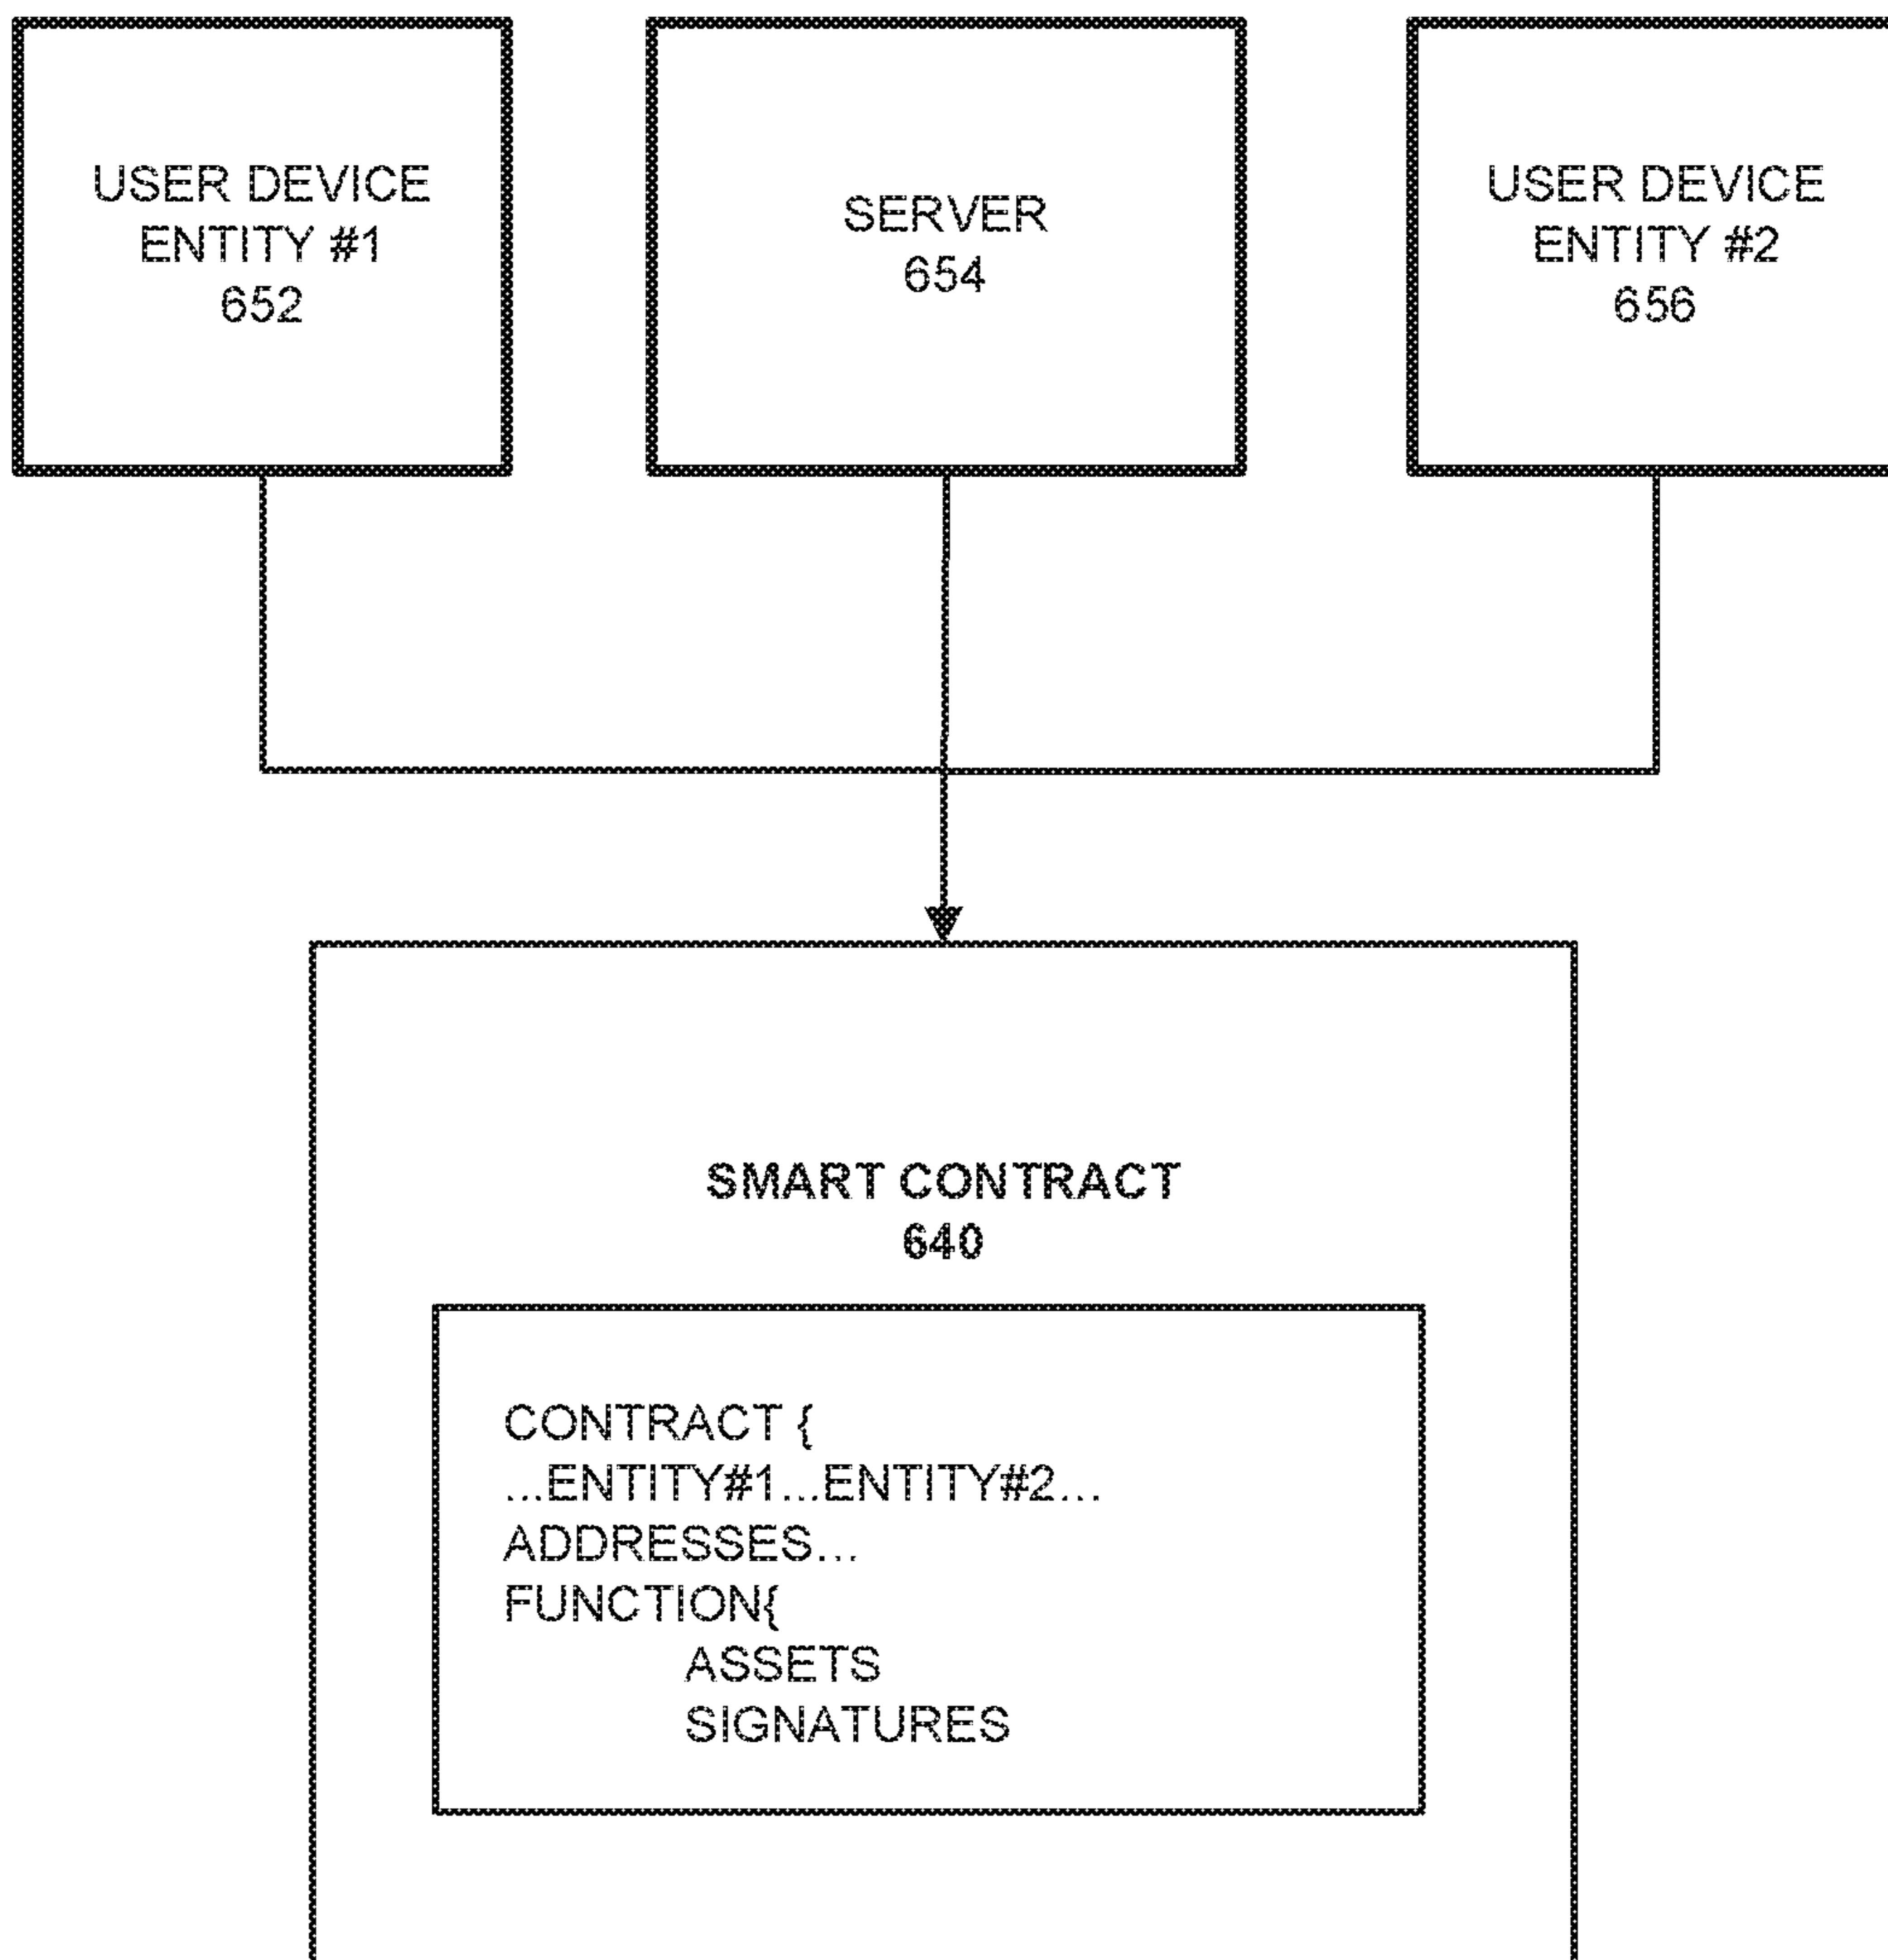 USER DEVICE
ENTITY #1
652
SERVER
654
USER DEVICE
ENTITY #2
656
SMART CONTRACT
640
CONTRACT {
...ENTITY#1...ENTITY#2...
ADDRESSES...
FUNCTION{
ASSETS
SIGNATURES